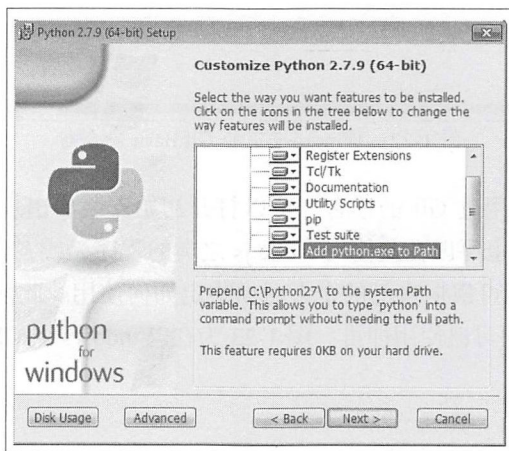 Python 2.7.9 (64-bit) Setup
Customize Python 2.7.9 (64-bit)
Select the way you want features to be installed.
Click on the icons in the tree below to change the
way features will be installed.
Register Extensions
Tcl/Tk
Documentation
Utility Scripts
pip
Test suite
Add python.exe to Path
Prepend C:\Python27\ to the system Path
variable. This allows you to type 'python' into a
command prompt without needing the full path.
This feature requires 0KB on your hard drive.
python
for
windows
Disk Usage
Advanced
< Back
Next >
Cancel